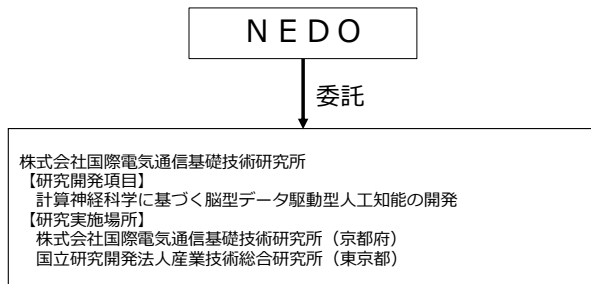 ＮＥＤＯ
委託
株式会社国際電気通信基礎技術研究所
【研究開発項目】
計算神経科学に基づく脳型データ駆動型人工知能の開発
【研究実施場所】
株式会社国際電気通信基礎技術研究所（京都府）
国立研究開発法人産業技術総合研究所（東京都）